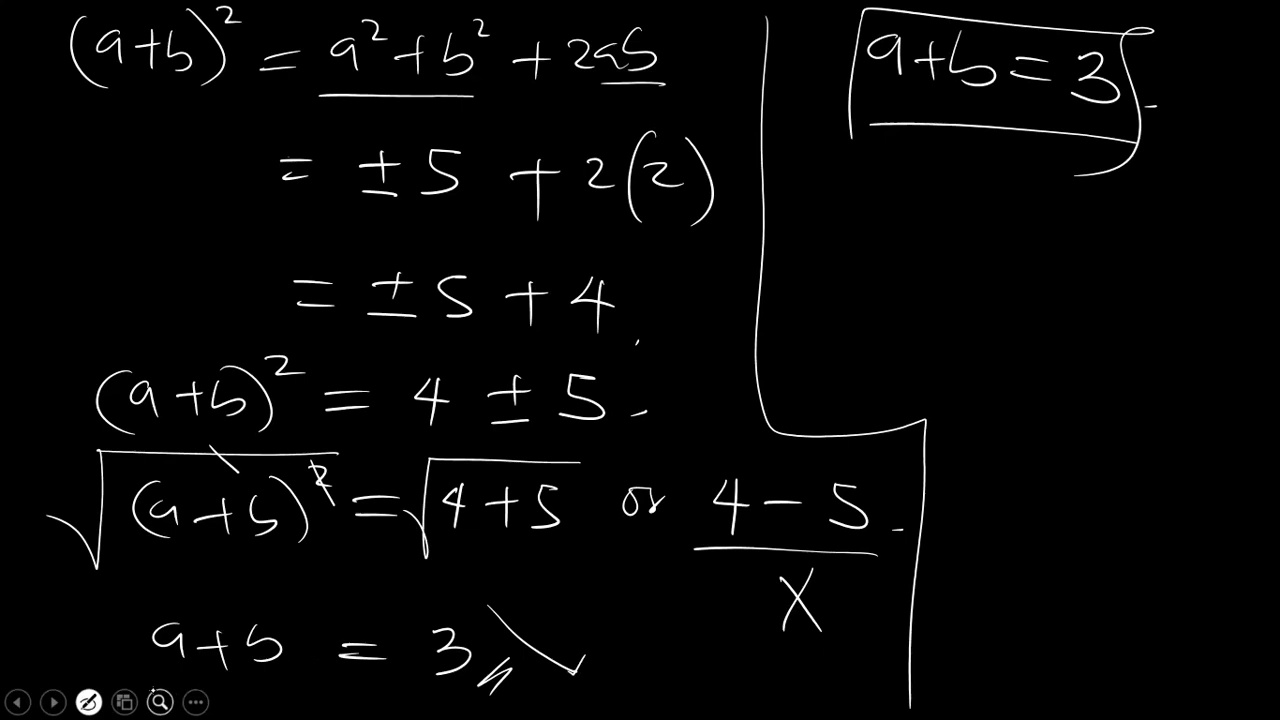 (a+b)² = a² + b² + 2ab
= ± 5 + 2(2)
= ± 5 + 4
(a+b)² = 4 ± 5
√(a+b)² = √4+5 or 4 - 5
X
a+b = 3
a+b = 3